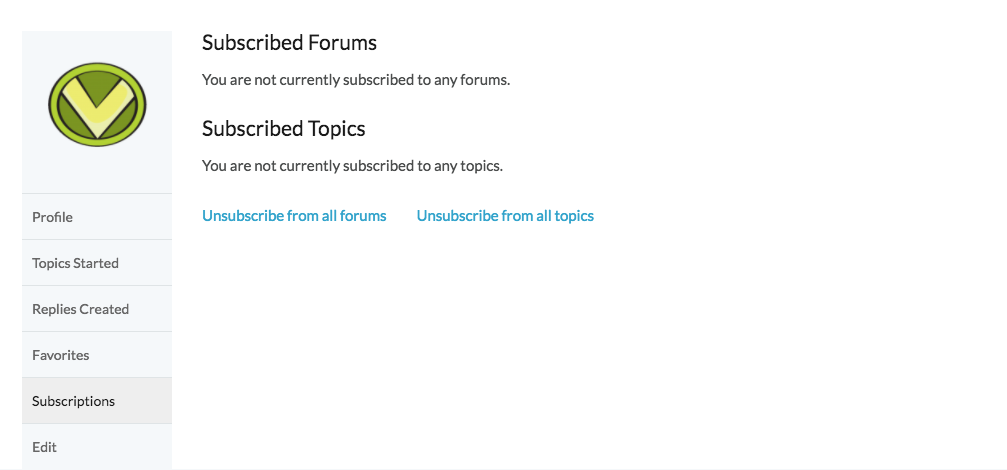 Subscribed Forums
You are not currently subscribed to any forums.
Subscribed Topics
You are not currently subscribed to any topics.
Unsubscribe from all forums Unsubscribe from all topics
Profile
Topics Started
Replies Created
Favorites
Subscriptions
Edit